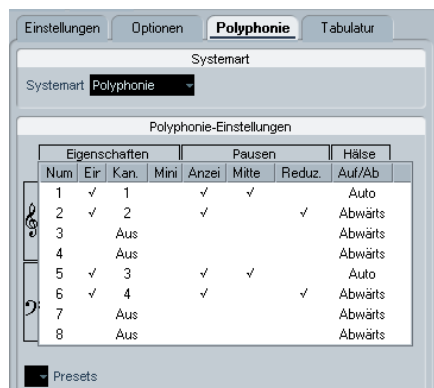 Einstellungen Optionen Polyphonie Tabulatur
Systemart
Systemart Polyphonie
Polyphonie-Einstellungen
Eigenschaften Pausen Hälse
Num Eir Kan. Mini Anzei Mitte Reduz. Auf/Ab
1 √ 1 √ √ Auto
2 √ 2 √ √ Abwärts
3 Aus Abwärts
4 Aus Abwärts
5 √ 3 √ √ Auto
6 √ 4 √ √ Abwärts
7 Aus Abwärts
8 Aus Abwärts
Presets